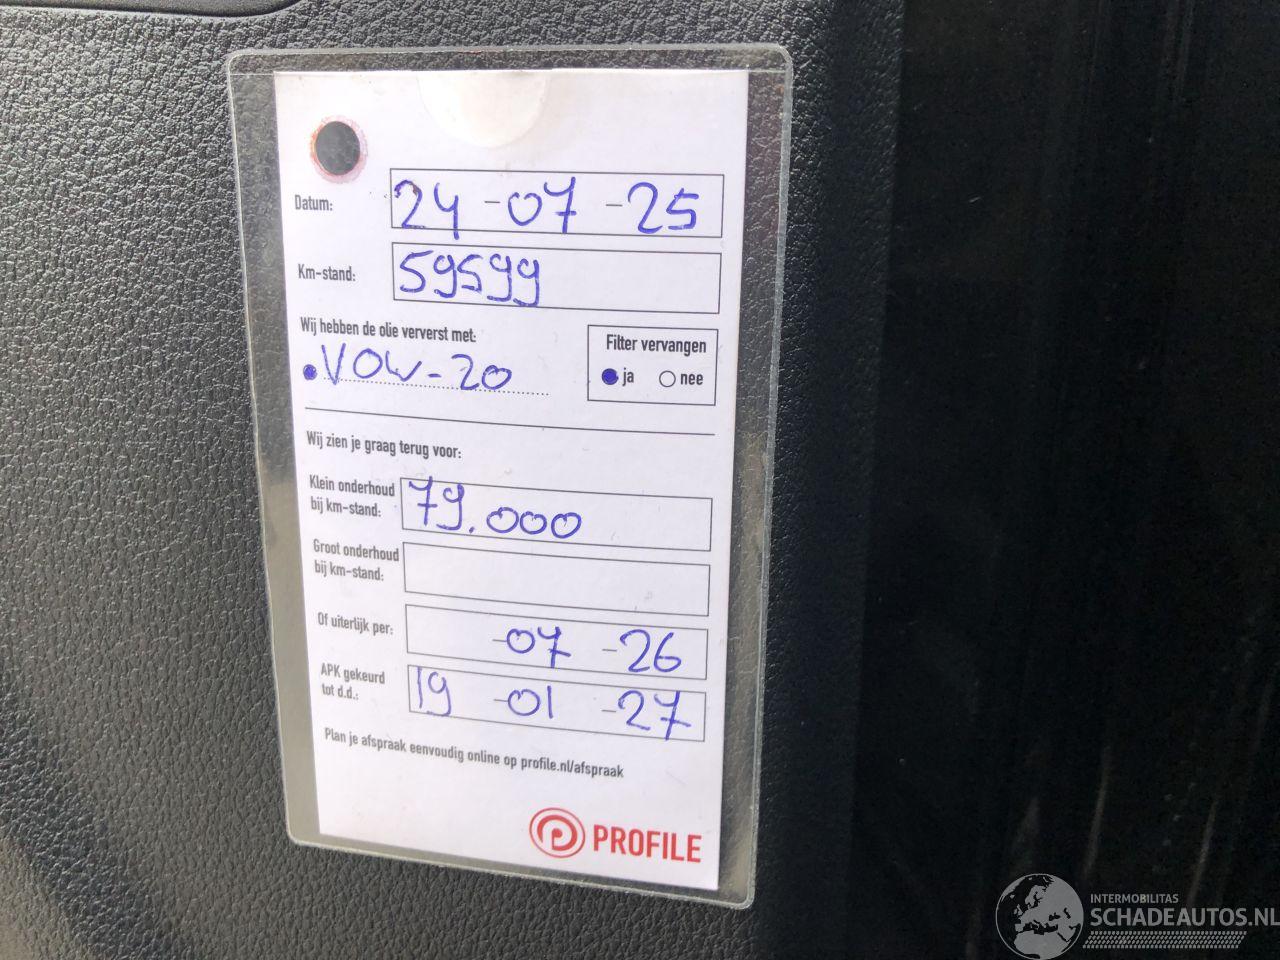 Datum: 24-07-25
Km-stand: 59599
Wij hebben de olie ververst met:
VOW-20
Filter vervangen
ja nee
Wij zien je graag terug voor:
Klein onderhoud
bij km-stand: 79.000
Groot onderhoud
bij km-stand:
Of uiterlijk per: -07-26
APK gekeurd
tot d.d.: 19-01-27
Plan je afspraak eenvoudig online op profile.nl/afspraak
PROFILE
INTERMOBILITAS
SCHADEAUTOS.NL